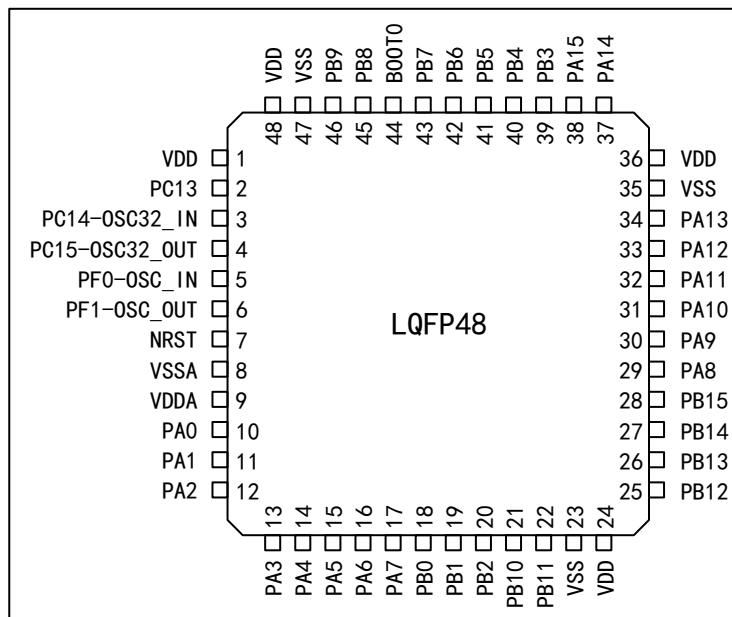 VDD
VSS
PB9
PB8
BOOT0
PB7
PB6
PB5
PB4
PB3
PA15
PA14
48
47
46
45
44
43
42
41
40
39
38
37
VDD 1
PC13 2
PC14-OSC32_IN 3
PC15-OSC32_OUT 4
PF0-OSC_IN 5
PF1-OSC_OUT 6
NRST 7
VSSA 8
VDDA 9
PA0 10
PA1 11
PA2 12
LQFP48
36 VDD
35 VSS
34 PA13
33 PA12
32 PA11
31 PA10
30 PA9
29 PA8
28 PB15
27 PB14
26 PB13
25 PB12
13
14
15
16
17
18
19
20
21
22
23
24
PA3
PA4
PA5
PA6
PA7
PB0
PB1
PB2
PB10
PB11
VSS
VDD